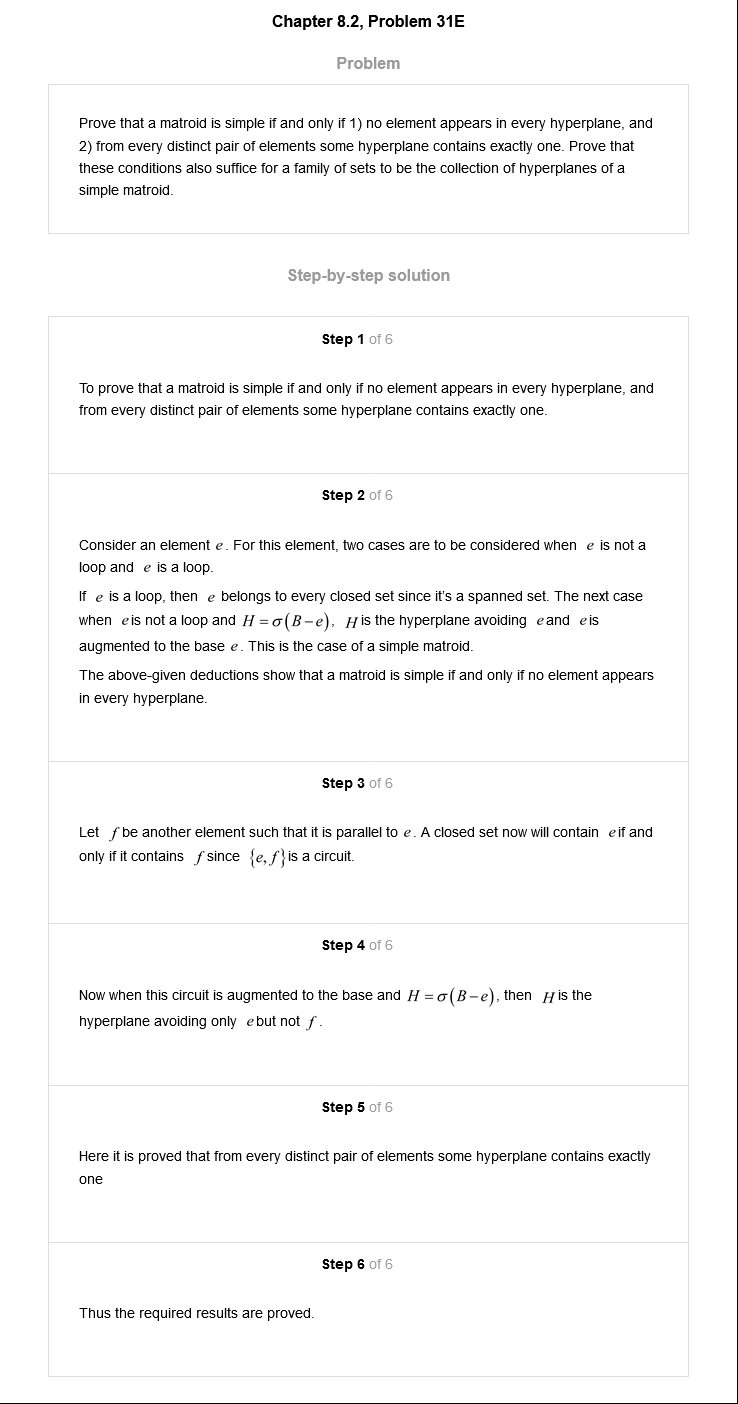 Chapter 8.2, Problem 31E
Problem
Prove that a matroid is simple if and only if 1) no element appears in every hyperplane, and
2) from every distinct pair of elements some hyperplane contains exactly one. Prove that
these conditions also suffice for a family of sets to be the collection of hyperplanes of a
simple matroid.
Step-by-step solution
Step 1 of 6
To prove that a matroid is simple if and only if no element appears in every hyperplane, and
from every distinct pair of elements some hyperplane contains exactly one.
Step 2 of 6
Consider an element e. For this element, two cases are to be considered when e is not a
loop and e is a loop.
If e is a loop, then e belongs to every closed set since it's a spanned set. The next case
when e is not a loop and H = σ(B − e), H is the hyperplane avoiding e and e is
augmented to the base e. This is the case of a simple matroid.
The above-given deductions show that a matroid is simple if and only if no element appears
in every hyperplane.
Step 3 of 6
Let f be another element such that it is parallel to e. A closed set now will contain e if and
only if it contains f since {e, f} is a circuit.
Step 4 of 6
Now when this circuit is augmented to the base and H = σ(B − e), then H is the
hyperplane avoiding only e but not f.
Step 5 of 6
Here it is proved that from every distinct pair of elements some hyperplane contains exactly
one
Step 6 of 6
Thus the required results are proved.